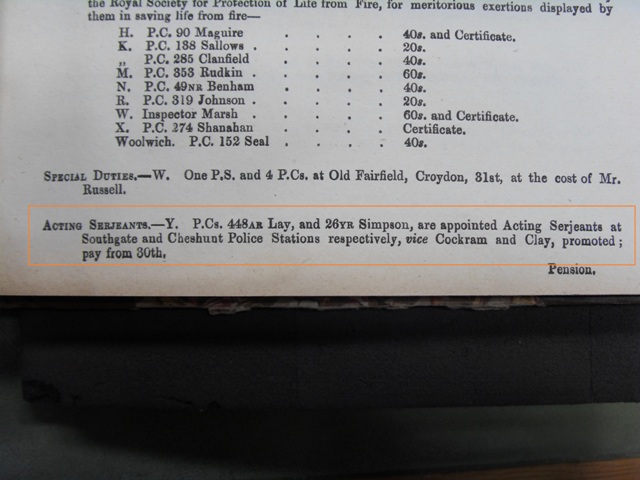 the Royal Society for Protection of Life from Fire, for meritorious exertions displayed by
them in saving life from fire—
H. P.C. 90 Maguire . . . . 40s. and Certificate.
K. P.C. 138 Sallows . . . . . 20s.
„ P.C. 285 Clanfield . . . . 40s.
M. P.C. 353 Rudkin . . . . . 60s.
N. P.C. 49NR Benham . . . . 40s.
R. P.C. 319 Johnson . . . . . 20s.
W. Inspector Marsh . . . . . 60s. and Certificate.
X. P.C. 274 Shanahan . . . . Certificate.
Woolwich. P.C. 152 Seal . . . . 40s.
SPECIAL DUTIES.—W. One P.S. and 4 P.Cs. at Old Fairfield, Croydon, 31st, at the cost of Mr.
Russell.
ACTING SERJEANTS.—Y. P.Cs. 448AR Lay, and 26YR Simpson, are appointed Acting Serjeants at
Southgate and Cheshunt Police Stations respectively, vice Cockram and Clay, promoted;
pay from 30th.
Pension.